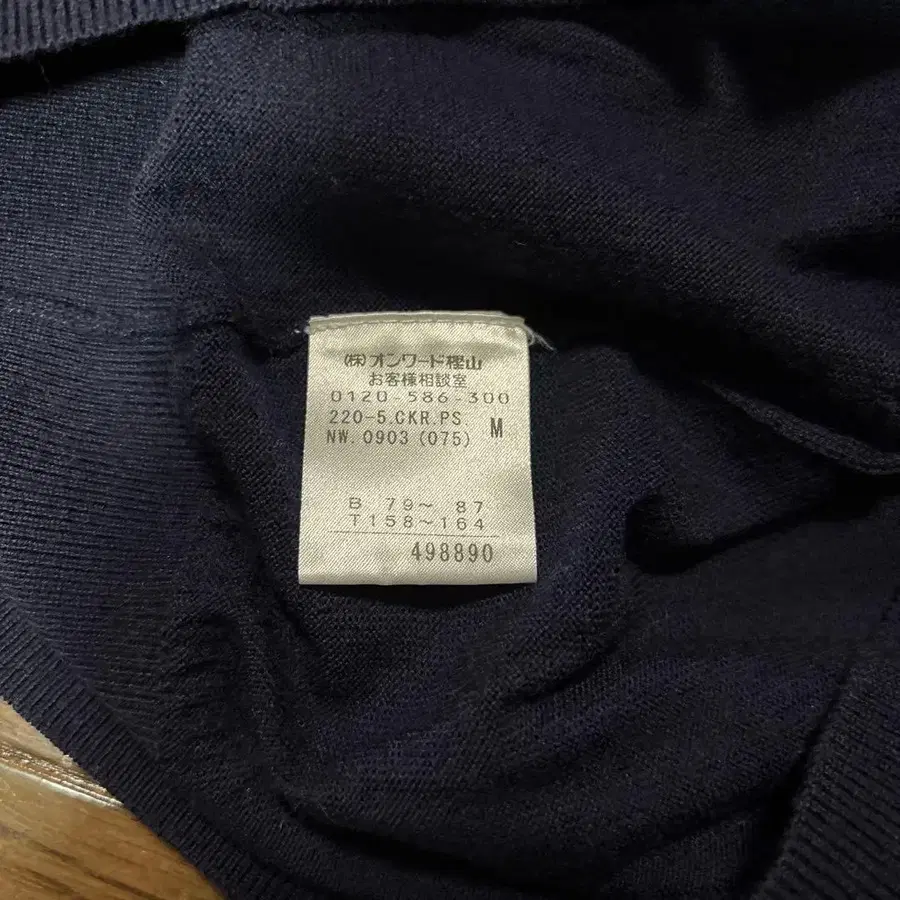 (株)オンワード樫山
お客様相談室
0120-586-300
220-5.CKR.PS M
NW.0903(075)
B 79～ 87
T158～164
498890